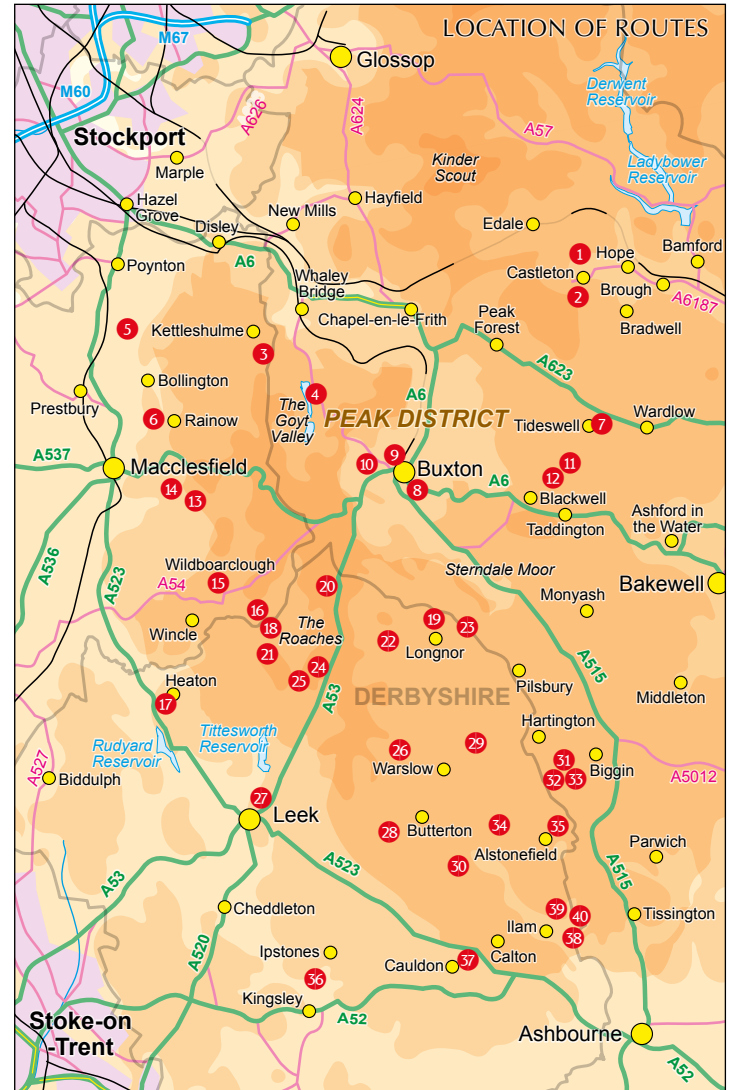 LOCATION OF ROUTES
M67
Glossop
M60
A626
A624
Derwent
Reservoir
A57
Stockport
Marple
Kinder
Scout
Ladybower
Reservoir
Hazel
Grove
Hayfield
New Mills
Disley
Edale
A6
1
Hope
Bamford
Poynton
Castleton
Whaley
Bridge
Brough
2
A6187
Chapel-en-le-Frith
Peak
Forest
Bradwell
5
Kettleshulme
3
A623
Bollington
4
A6
Prestbury
The
Goyt
Valley
PEAK DISTRICT
6
Rainow
Tideswell
7
Wardlow
A537
Macclesfield
10
9
Buxton
11
12
14
13
8
A6
Blackwell
Taddington
Ashford in
the Water
A536
A523
Wildboarclough
Sterndale Moor
A54
15
20
Bakewell
Monyash
16
Wincle
18
The
Roaches
19
23
22
Longnor
21
24
25
A515
Heaton
17
A53
DERBYSHIRE
Pilsbury
Middleton
Rudyard
Reservoir
Tittesworth
Reservoir
Hartington
A527
26
29
31
Biggin
Warslow
32
33
A5012
Biddulph
27
Leek
28
Butterton
34
35
Alstonefield
Parwich
30
A523
A53
A515
Cheddleton
39
40
Tissington
Ilam
38
A520
Ipstones
Calton
Cauldon
37
36
Kingsley
A52
Stoke-on
-Trent
Ashbourne
A52